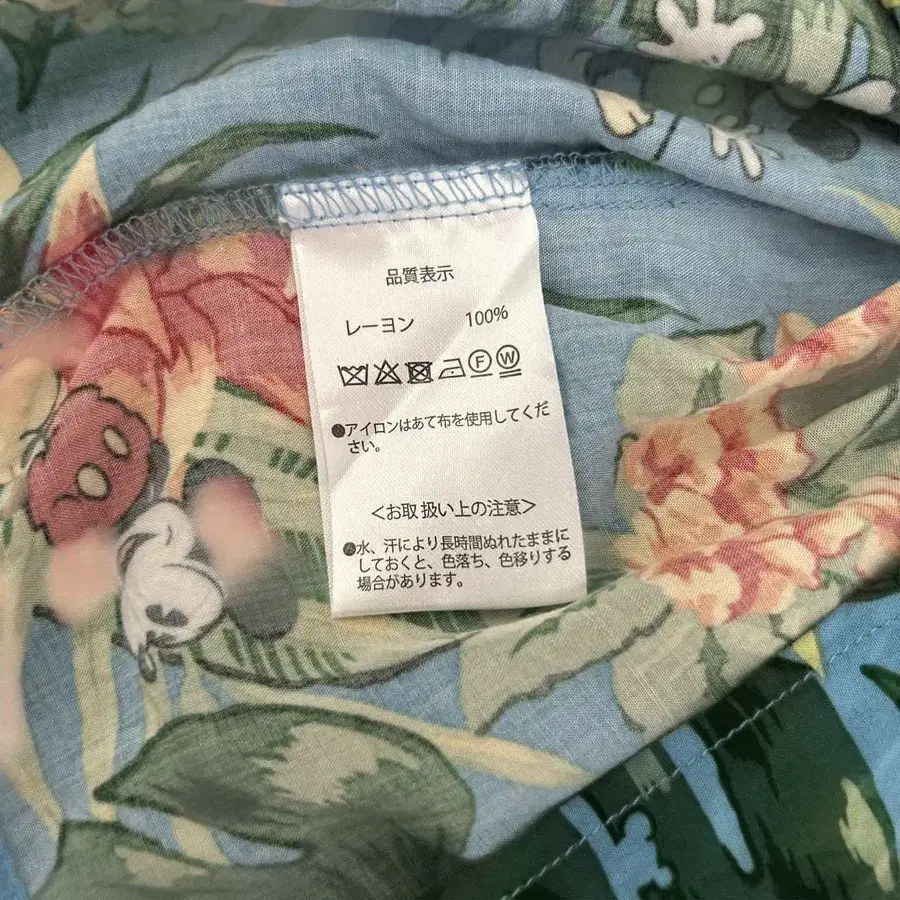 品質表示
レーヨン 100%
F W
●アイロンはあて布を使用してくだ
さい。
＜お取扱い上の注意＞
●水、汗により長時間ぬれたままに
しておくと、色落ち、色移りする
場合があります。